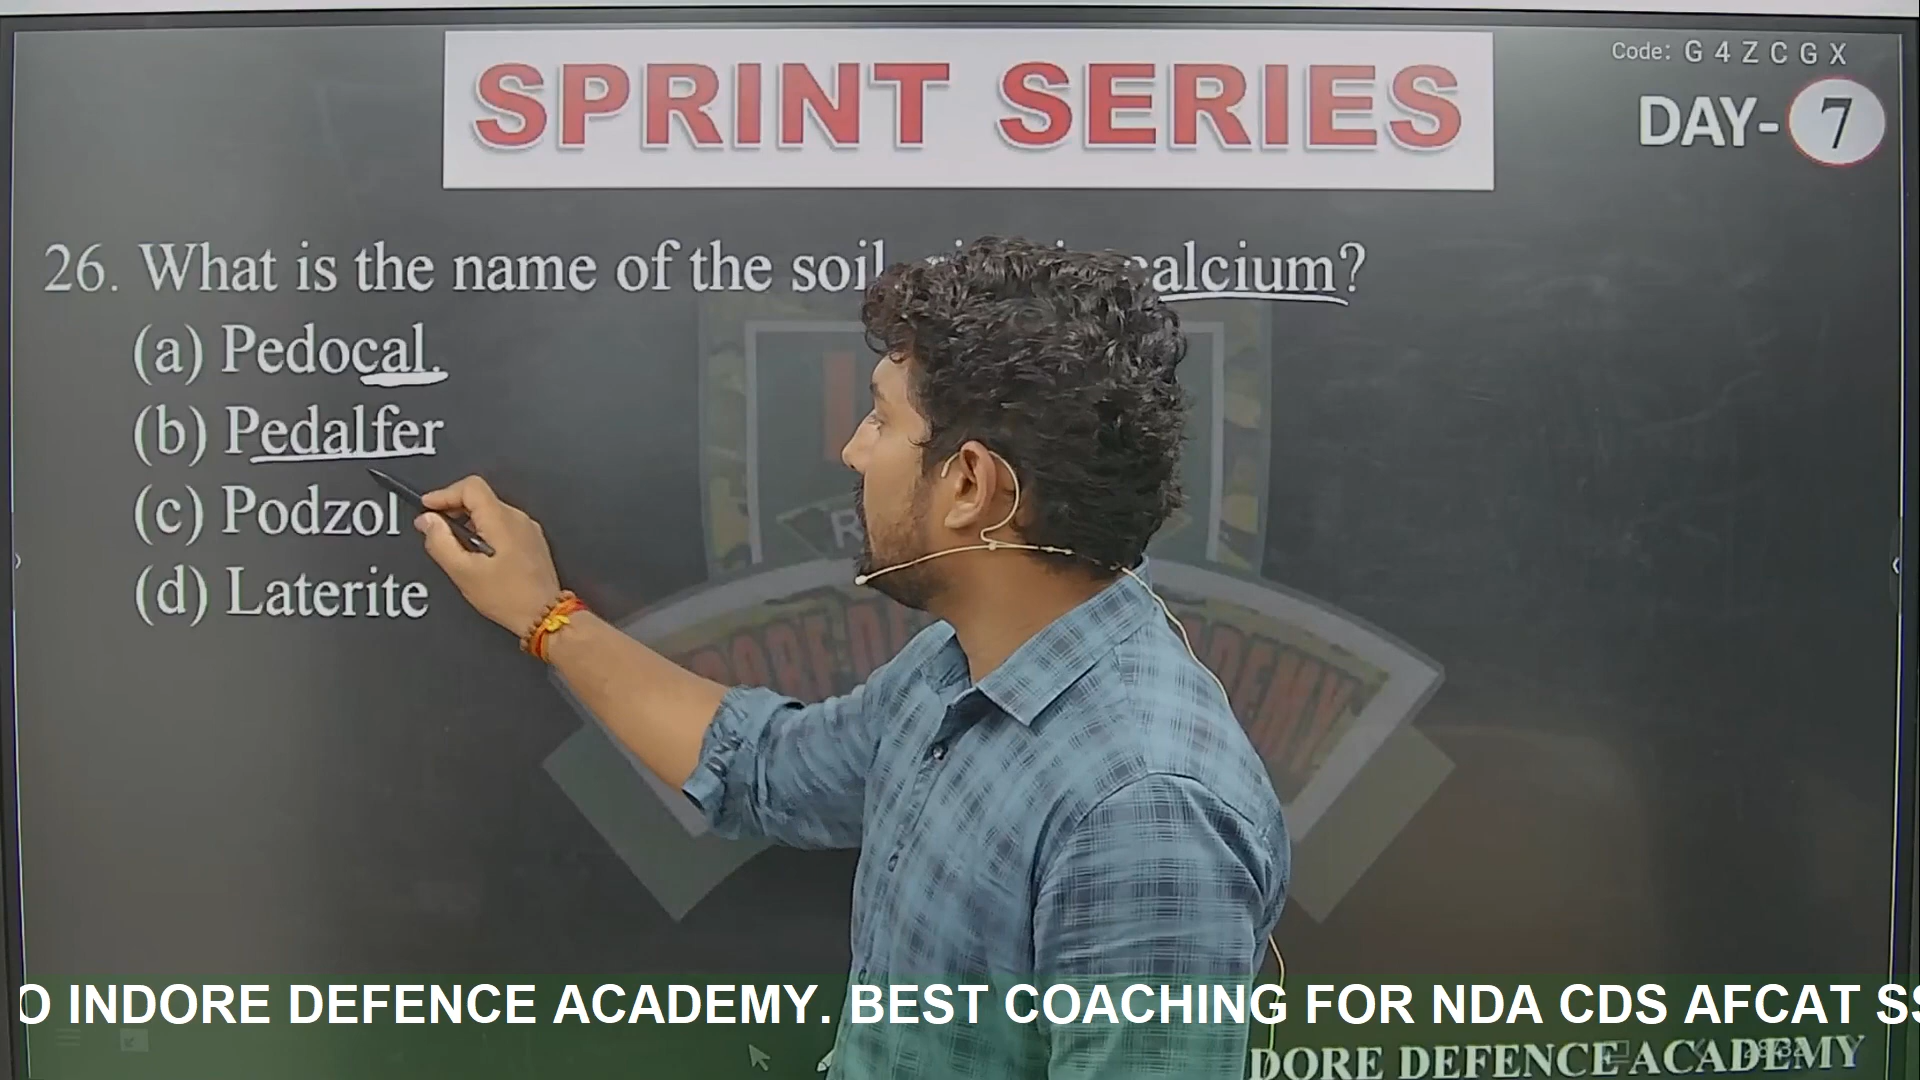 SPRINT SERIES
Code: G 4 Z C G X
DAY-7
26. What is the name of the soil calcium?
(a) Pedocal.
(b) Pedalfer
(c) Podzol
(d) Laterite
O INDORE DEFENCE ACADEMY. BEST COACHING FOR NDA CDS AFCAT SS
DORE DEFENCE ACADEMY